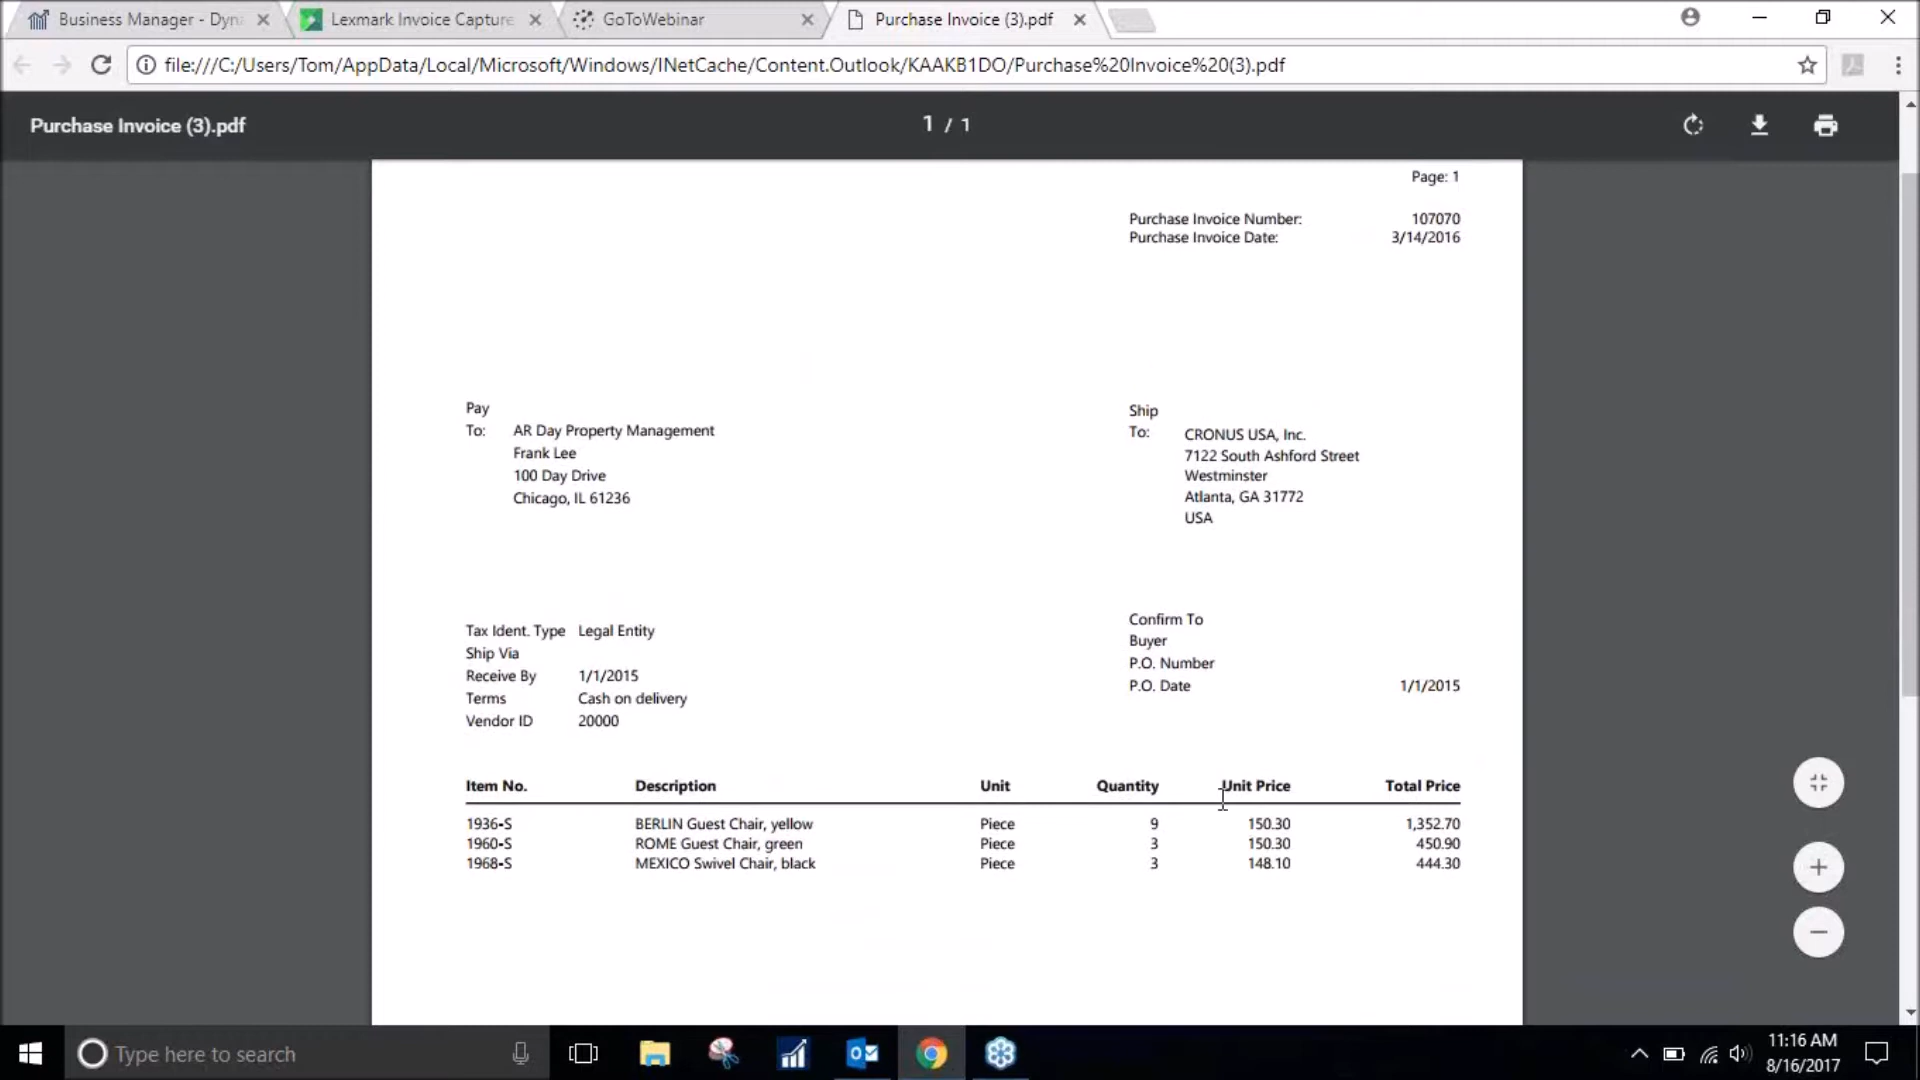 Business Manager - Dyna
Lexmark Invoice Capture
GoToWebinar
Purchase Invoice (3).pdf
file:///C:/Users/Tom/AppData/Local/Microsoft/Windows/INetCache/Content.Outlook/KAAKB1DO/Purchase%20Invoice%20(3).pdf
Purchase Invoice (3).pdf
1 / 1
Page: 1
Purchase Invoice Number: 107070
Purchase Invoice Date: 3/14/2016
Pay
To: AR Day Property Management
Frank Lee
100 Day Drive
Chicago, IL 61236
Ship
To: CRONUS USA, Inc.
7122 South Ashford Street
Westminster
Atlanta, GA 31772
USA
Tax Ident. Type Legal Entity
Ship Via
Receive By 1/1/2015
Terms Cash on delivery
Vendor ID 20000
Confirm To
Buyer
P.O. Number
P.O. Date 1/1/2015
Item No. Description Unit Quantity Unit Price Total Price
1936-S BERLIN Guest Chair, yellow Piece 9 150.30 1,352.70
1960-S ROME Guest Chair, green Piece 3 150.30 450.90
1968-S MEXICO Swivel Chair, black Piece 3 148.10 444.30
Type here to search
11:16 AM
8/16/2017